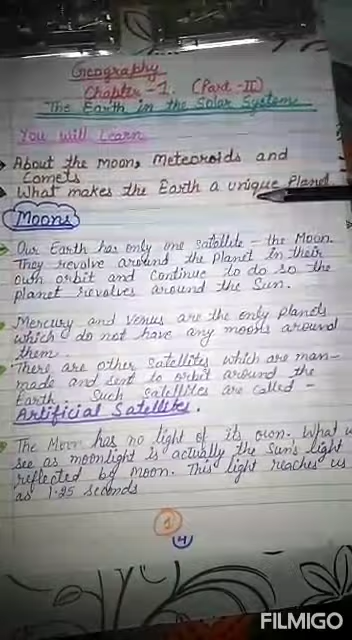 Geography
Chapter-1. (Part-II)
The Earth in the Solar System
You will Learn
About the Moon, Meteoroids and
Comets
What makes the Earth a unique Planet
Moons
Our Earth has only one satellite - the Moon.
They revolve around the Planet in their
own orbit and continue to do so the
planet revolves around the Sun.
Mercury and Venus are the only planets
which do not have any moons around
them.
There are other satellites which are man-
made and sent to orbit around the
Earth. Such satellites are called -
Artificial Satellites.
The Moon has no light of its own. What w
see as moonlight is actually the Sun's light
reflected by Moon. This light reaches us
as 1.25 seconds
1
FILMIGO